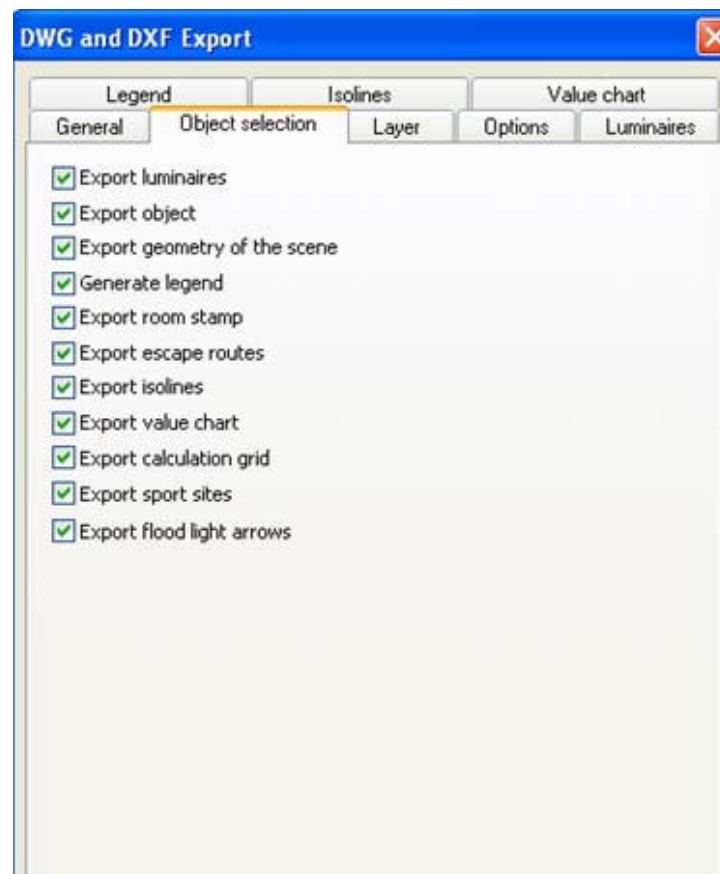 DWG and DXF Export
Legend Isolines Value chart
General Object selection Layer Options Luminaires
Export luminaires
Export object
Export geometry of the scene
Generate legend
Export room stamp
Export escape routes
Export isolines
Export value chart
Export calculation grid
Export sport sites
Export flood light arrows